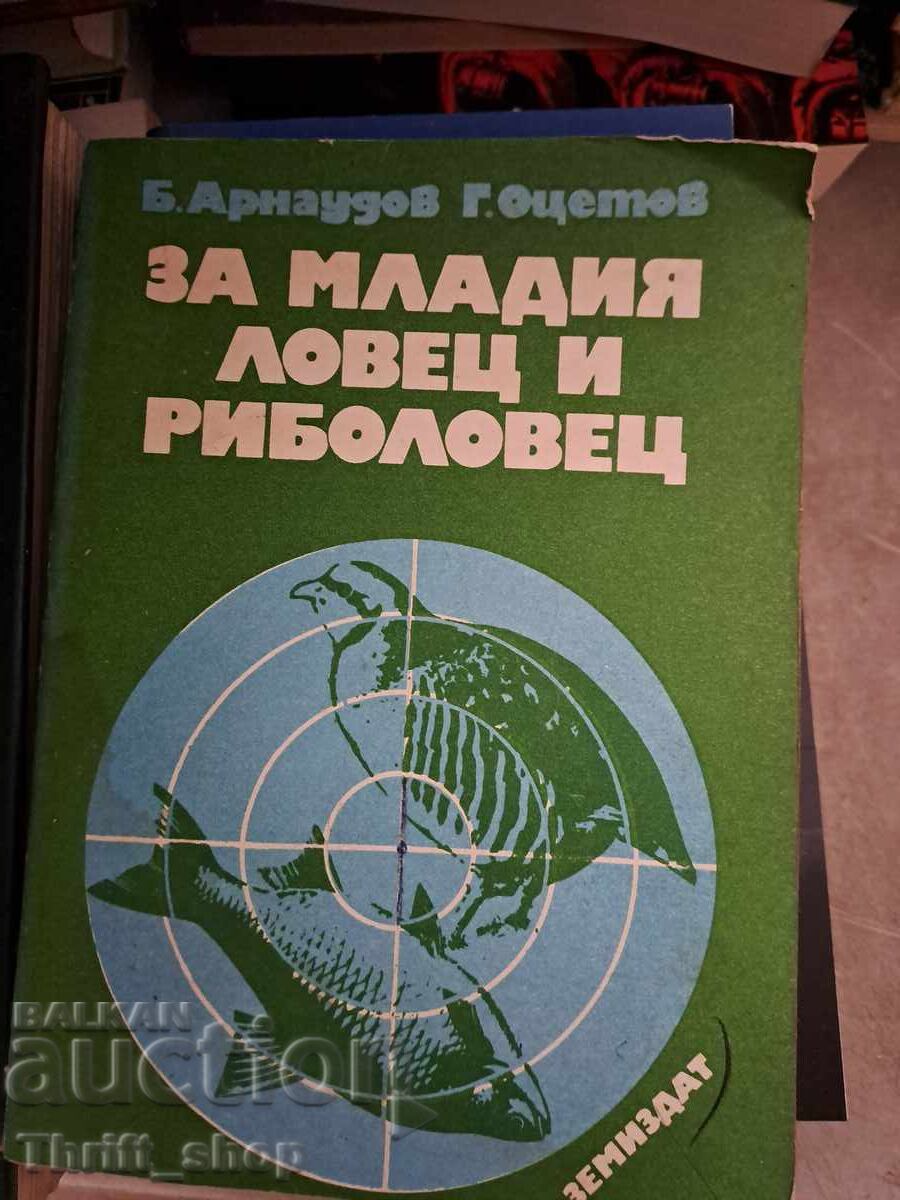 Б. Арнаудов Г. Оцетов
ЗА МЛАДИЯ
ЛОВЕЦ И
РИБОЛОВЕЦ
ЗЕМИЗДАТ
BALKAN
auction
Thrift_shop